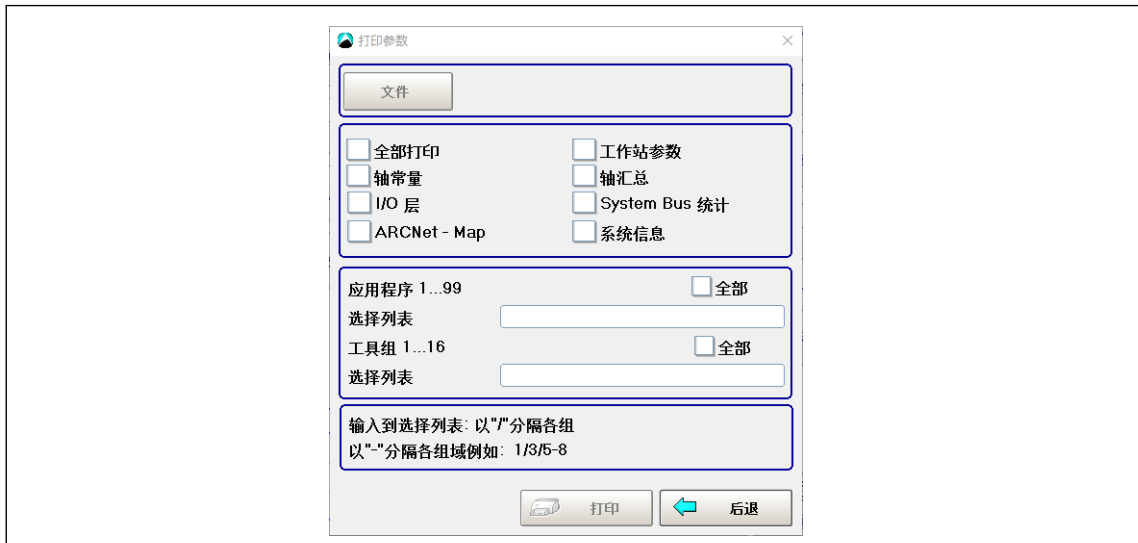 打印参数
文件
全部打印 工作站参数
轴常量 轴汇总
I/O 层 System Bus 统计
ARCNet - Map 系统信息
应用程序 1...99 全部
选择列表
工具组 1...16 全部
选择列表
输入到选择列表: 以"/"分隔各组
以"-"分隔各组域例如: 1/3/5-8
打印 后退